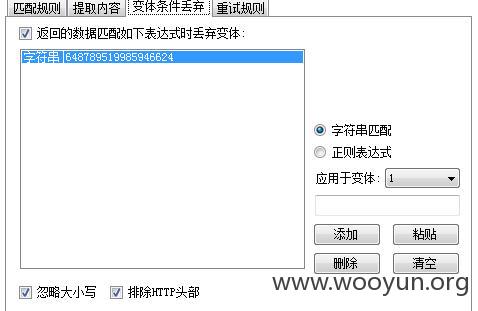 匹配规则 提取内容 变体条件丢弃 重试规则
返回的数据匹配如下表达式时丢弃变体:
字符串 648789519985946624
字符串匹配
正则表达式
应用于变体: 1
添加 粘贴
删除 清空
www.wooyun.org
忽略大小写 排除HTTP头部